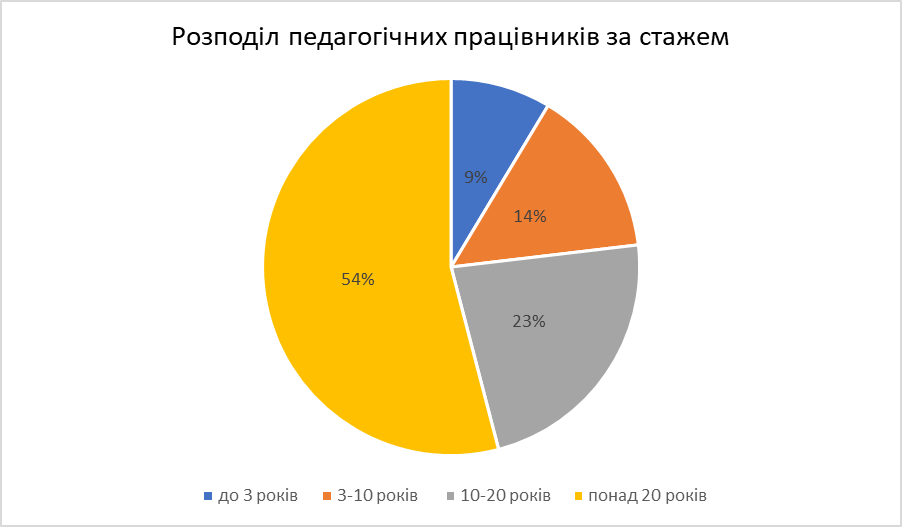 Розподіл педагогічних працівників за стажем
9%
14%
54%
23%
до 3 років 3-10 років 10-20 років понад 20 років